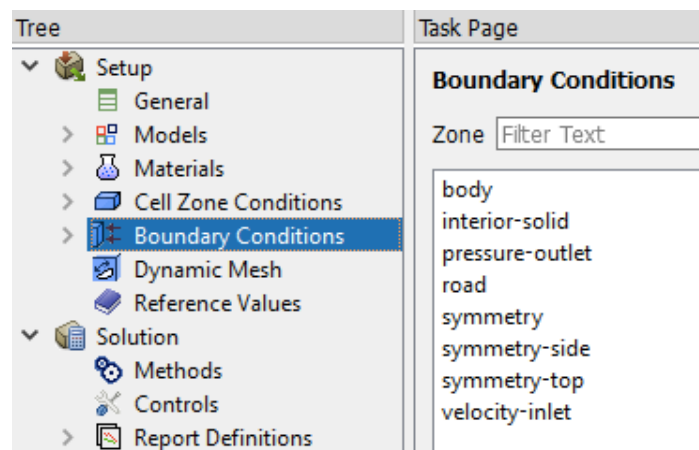 Tree
Setup
General
Models
Materials
Cell Zone Conditions
Boundary Conditions
Dynamic Mesh
Reference Values
Solution
Methods
Controls
Report Definitions
Task Page
Boundary Conditions
Zone Filter Text
body
interior-solid
pressure-outlet
road
symmetry
symmetry-side
symmetry-top
velocity-inlet